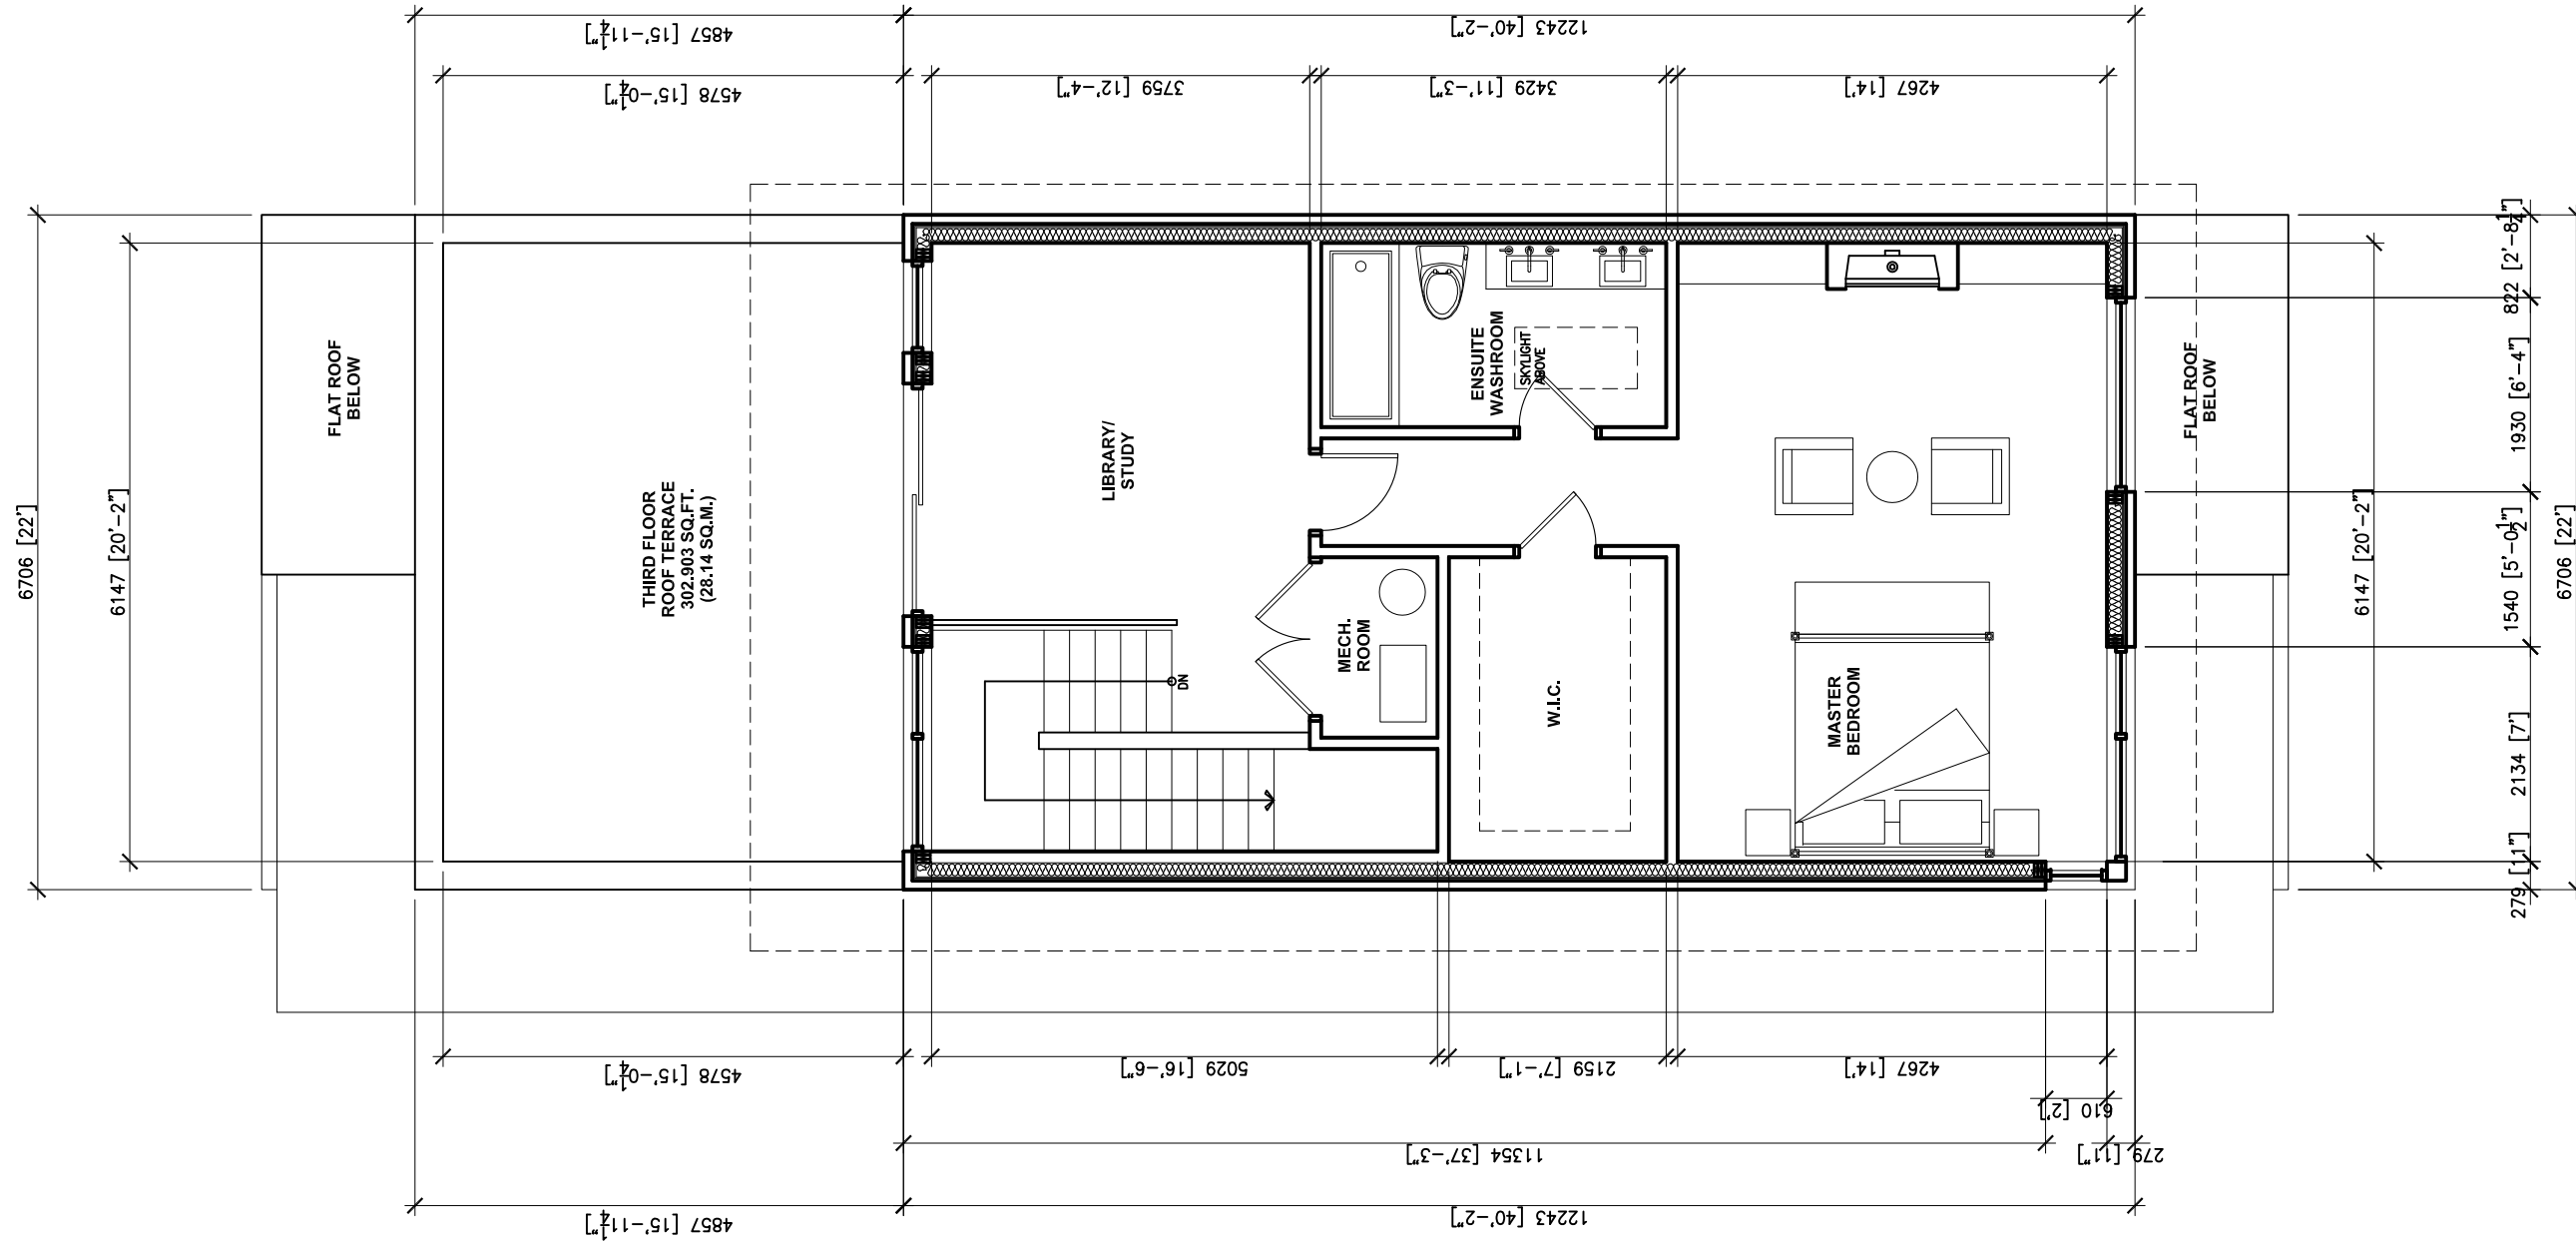 4857 [15'-11¼"]
12243 [40'-2"]
4578 [15'-0¼"]
3759 [12'-4"]
3429 [11'-3"]
4267 [14']
6706 [22']
6147 [20'-2"]
FLAT ROOF
BELOW
THIRD FLOOR
ROOF TERRACE
302.903 SQ.FT.
(28.14 SQ.M.)
LIBRARY/
STUDY
DN
MECH.
ROOM
ENSUITE
WASHROOM
SKYLIGHT
ABOVE
W.I.C.
MASTER
BEDROOM
FLAT ROOF
BELOW
6147 [20'-2"]
822 [2'-8¼"]
1930 [6'-4"]
1540 [5'-0½"]
2134 [7']
279 [11"]
6706 [22']
4578 [15'-0¼"]
5029 [16'-6"]
2159 [7'-1"]
4267 [14']
610 [2']
11354 [37'-3"]
279 [11"]
4857 [15'-11¼"]
12243 [40'-2"]